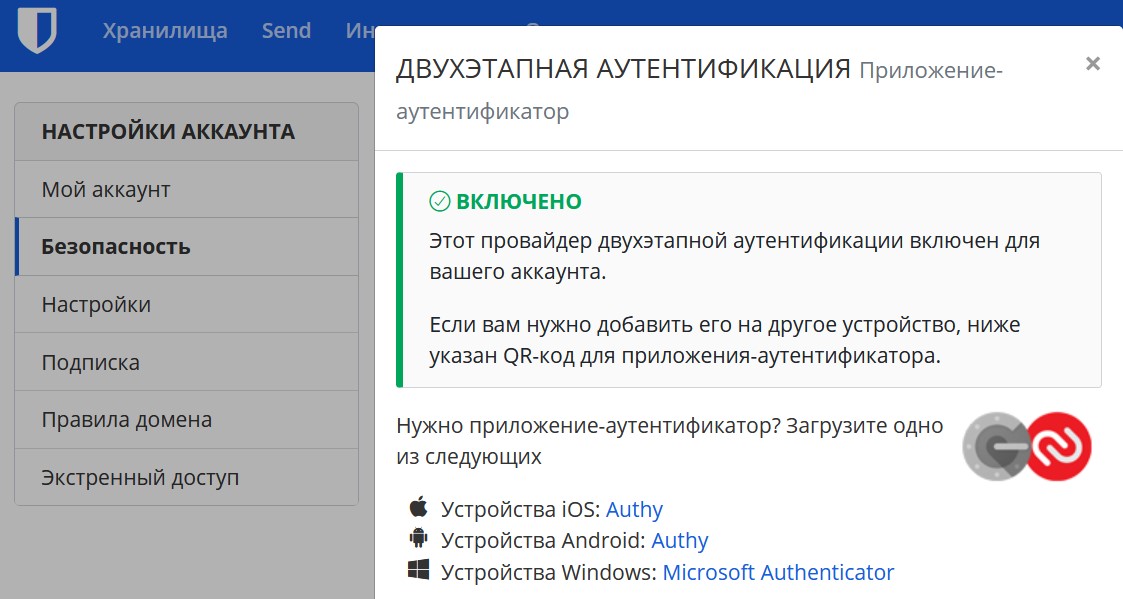 Хранилища Send
ДВУХЭТАПНАЯ АУТЕНТИФИКАЦИЯ Приложение-
аутентификатор
НАСТРОЙКИ АККАУНТА
Мой аккаунт
Безопасность
Настройки
Подписка
Правила домена
Экстренный доступ
ВКЛЮЧЕНО
Этот провайдер двухэтапной аутентификации включен для
вашего аккаунта.
Если вам нужно добавить его на другое устройство, ниже
указан QR-код для приложения-аутентификатора.
Нужно приложение-аутентификатор? Загрузите одно
из следующих
Устройства iOS: Authy
Устройства Android: Authy
Устройства Windows: Microsoft Authenticator